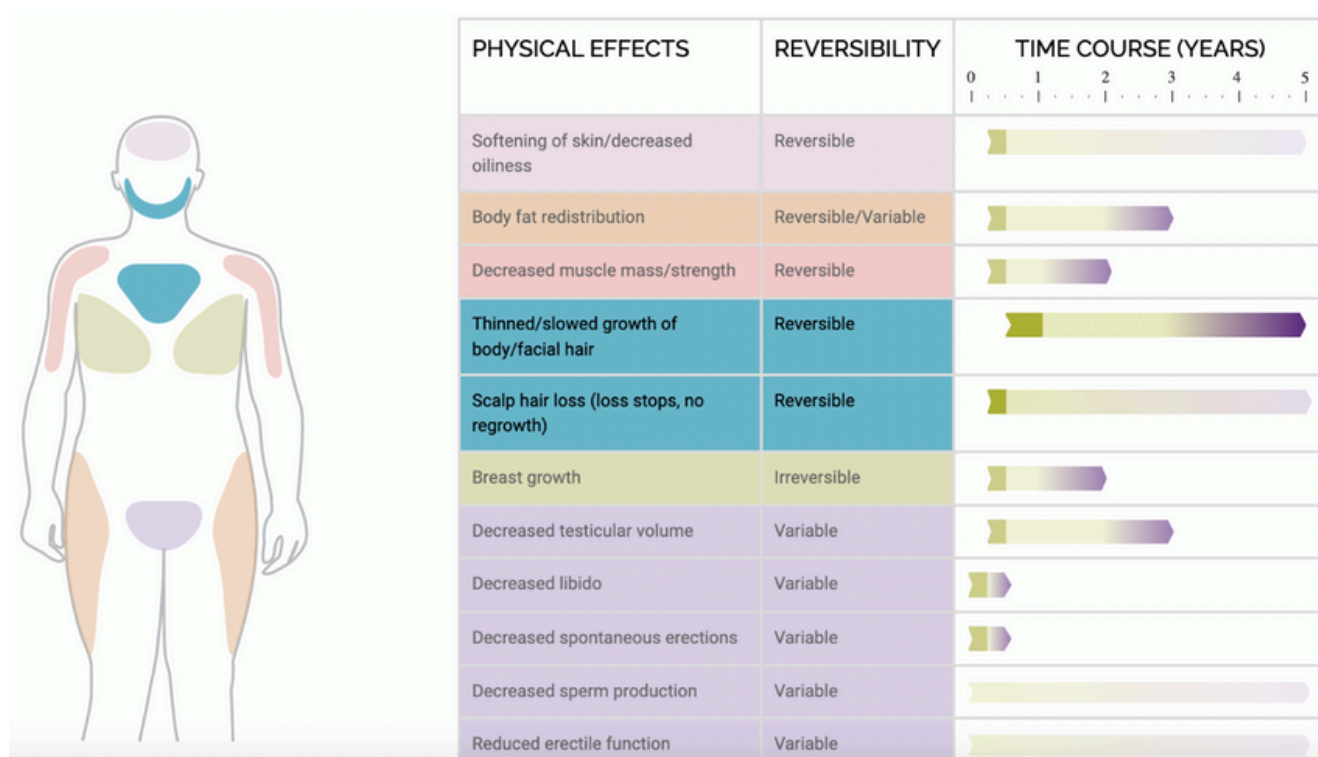 PHYSICAL EFFECTS REVERSIBILITY TIME COURSE (YEARS)
0 1 2 3 4 5
Softening of skin/decreased Reversible
oiliness
Body fat redistribution Reversible/Variable
Decreased muscle mass/strength Reversible
Thinned/slowed growth of Reversible
body/facial hair
Scalp hair loss (loss stops, no Reversible
regrowth)
Breast growth Irreversible
Decreased testicular volume Variable
Decreased libido Variable
Decreased spontaneous erections Variable
Decreased sperm production Variable
Reduced erectile function Variable